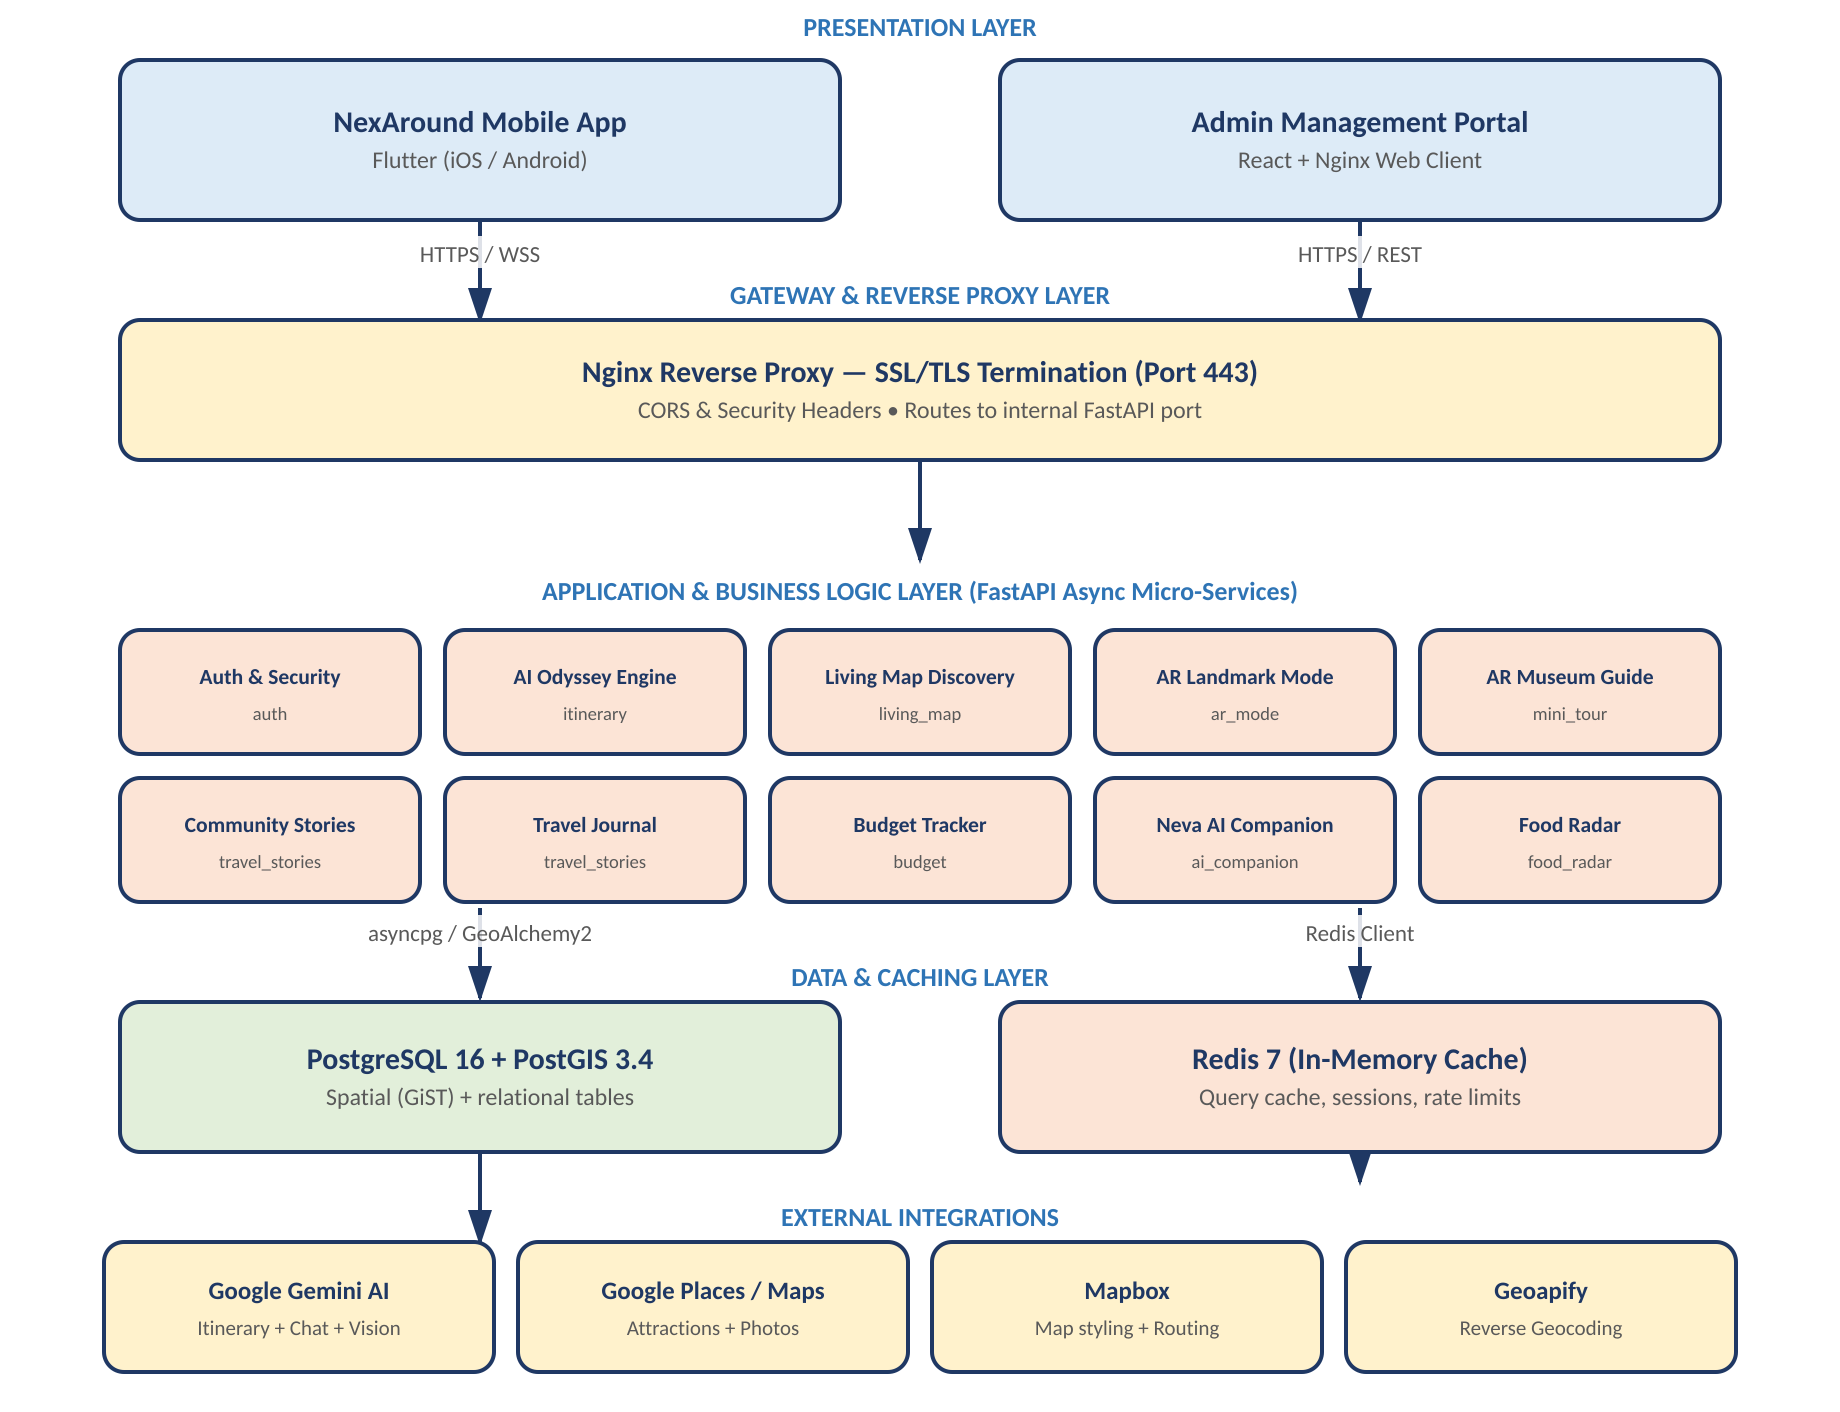 PRESENTATION LAYER
NexAround Mobile App
Flutter (iOS / Android)
Admin Management Portal
React + Nginx Web Client
HTTPS / WSS
HTTPS / REST
GATEWAY & REVERSE PROXY LAYER
Nginx Reverse Proxy — SSL/TLS Termination (Port 443)
CORS & Security Headers • Routes to internal FastAPI port
APPLICATION & BUSINESS LOGIC LAYER (FastAPI Async Micro-Services)
Auth & Security
auth
AI Odyssey Engine
itinerary
Living Map Discovery
living_map
AR Landmark Mode
ar_mode
AR Museum Guide
mini_tour
Community Stories
travel_stories
Travel Journal
travel_stories
Budget Tracker
budget
Neva AI Companion
ai_companion
Food Radar
food_radar
asyncpg / GeoAlchemy2
Redis Client
DATA & CACHING LAYER
PostgreSQL 16 + PostGIS 3.4
Spatial (GiST) + relational tables
Redis 7 (In-Memory Cache)
Query cache, sessions, rate limits
EXTERNAL INTEGRATIONS
Google Gemini AI
Itinerary + Chat + Vision
Google Places / Maps
Attractions + Photos
Mapbox
Map styling + Routing
Geoapify
Reverse Geocoding